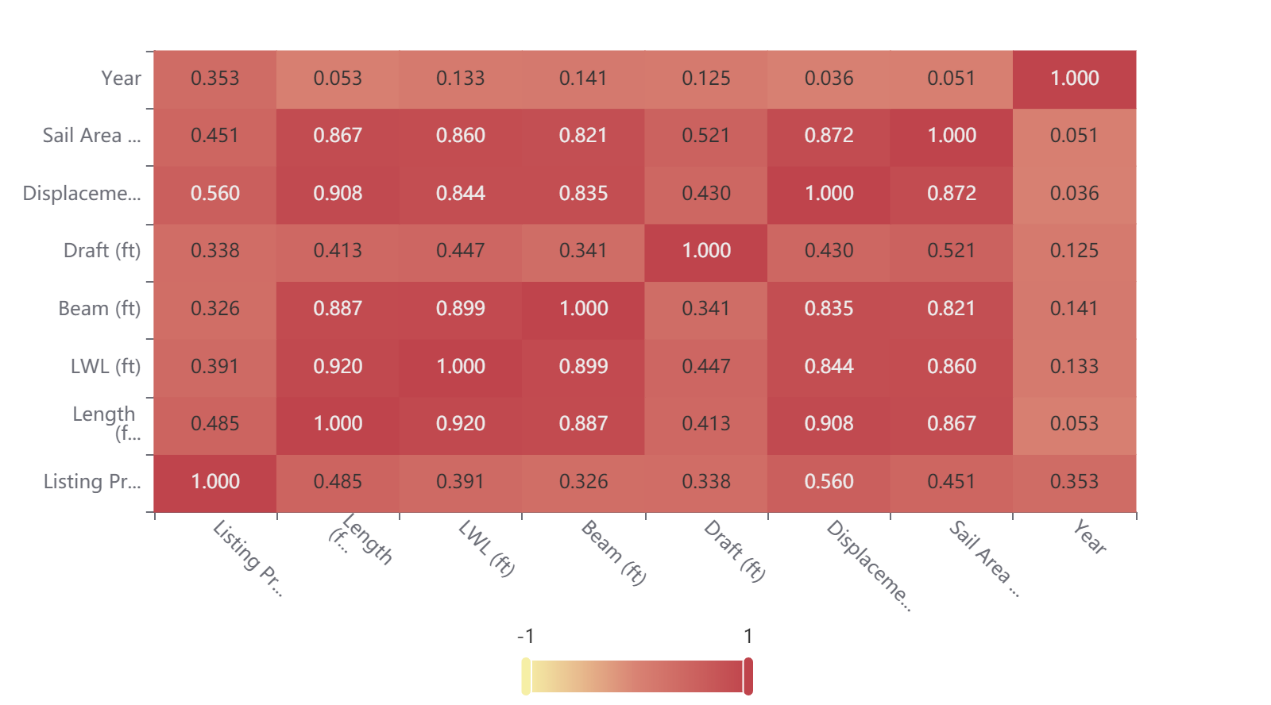 Year 0.353 0.053 0.133 0.141 0.125 0.036 0.051 1.000
Sail Area ... 0.451 0.867 0.860 0.821 0.521 0.872 1.000 0.051
Displaceme... 0.560 0.908 0.844 0.835 0.430 1.000 0.872 0.036
Draft (ft) 0.338 0.413 0.447 0.341 1.000 0.430 0.521 0.125
Beam (ft) 0.326 0.887 0.899 1.000 0.341 0.835 0.821 0.141
LWL (ft) 0.391 0.920 1.000 0.899 0.447 0.844 0.860 0.133
Length
(f... 0.485 1.000 0.920 0.887 0.413 0.908 0.867 0.053
Listing Pr... 1.000 0.485 0.391 0.326 0.338 0.560 0.451 0.353
Listing Pr...
Length
(f...
LWL (ft)
Beam (ft)
Draft (ft)
Displaceme...
Sail Area ...
Year
-1 1